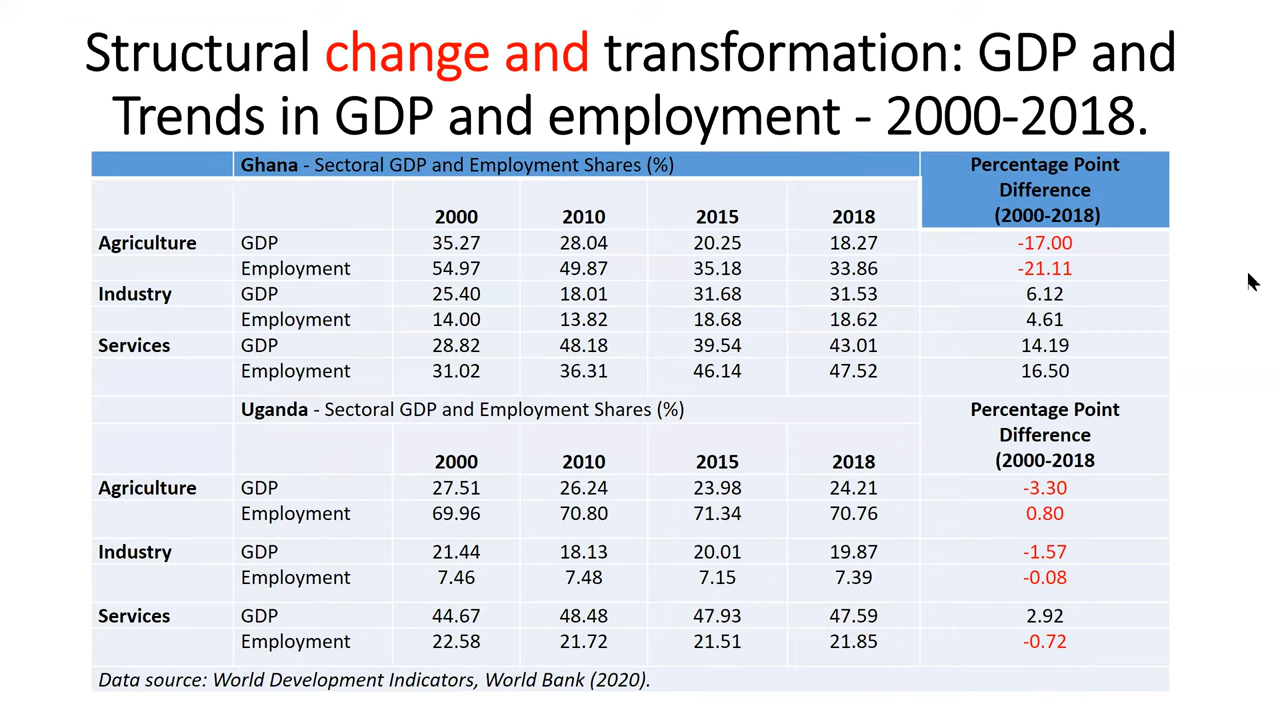 Structural change and transformation: GDP and
Trends in GDP and employment - 2000-2018.
Ghana - Sectoral GDP and Employment Shares (%) Percentage Point
Difference
(2000-2018)
2000 2010 2015 2018
Agriculture GDP 35.27 28.04 20.25 18.27 -17.00
Employment 54.97 49.87 35.18 33.86 -21.11
Industry GDP 25.40 18.01 31.68 31.53 6.12
Employment 14.00 13.82 18.68 18.62 4.61
Services GDP 28.82 48.18 39.54 43.01 14.19
Employment 31.02 36.31 46.14 47.52 16.50
Uganda - Sectoral GDP and Employment Shares (%) Percentage Point
Difference
2000 2010 2015 2018 (2000-2018
Agriculture GDP 27.51 26.24 23.98 24.21 -3.30
Employment 69.96 70.80 71.34 70.76 0.80
Industry GDP 21.44 18.13 20.01 19.87 -1.57
Employment 7.46 7.48 7.15 7.39 -0.08
Services GDP 44.67 48.48 47.93 47.59 2.92
Employment 22.58 21.72 21.51 21.85 -0.72
Data source: World Development Indicators, World Bank (2020).